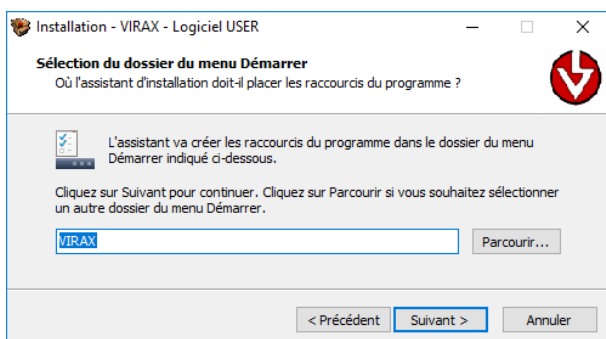 Installation - VIRAX - Logiciel USER
Sélection du dossier du menu Démarrer
Où l'assistant d'installation doit-il placer les raccourcis du programme ?
L'assistant va créer les raccourcis du programme dans le dossier du menu
Démarrer indiqué ci-dessous.
Cliquez sur Suivant pour continuer. Cliquez sur Parcourir si vous souhaitez sélectionner
un autre dossier du menu Démarrer.
VIRAX
Parcourir...
< Précédent
Suivant >
Annuler